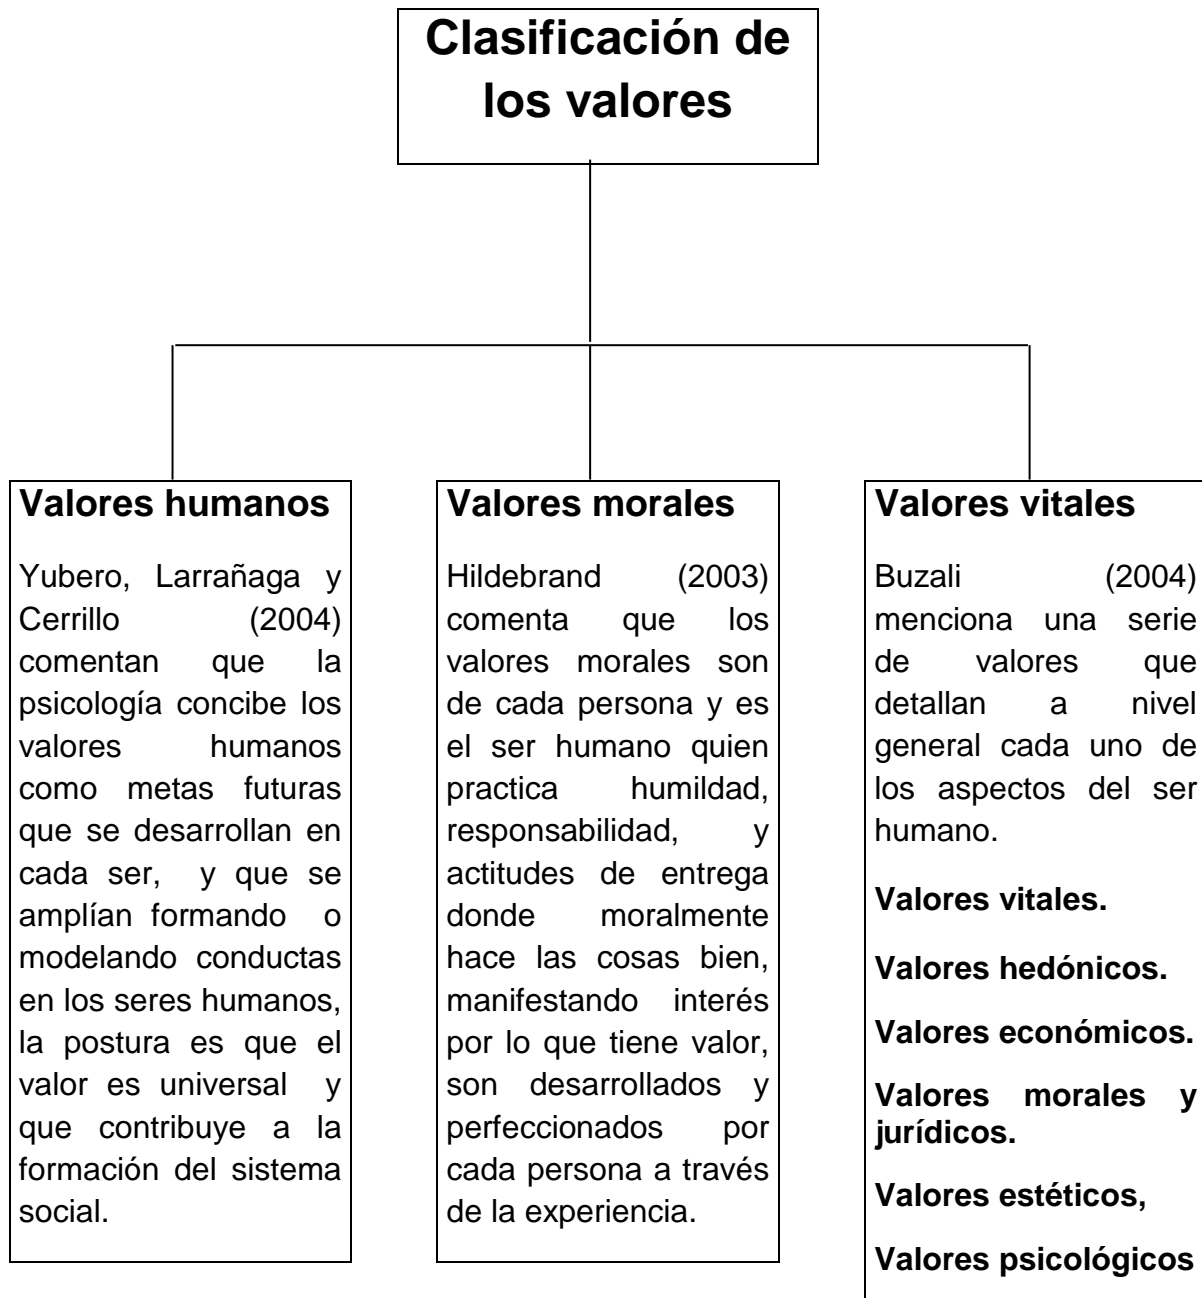 Clasificación de
los valores
Valores humanos
Yubero, Larrañaga y
Cerrillo (2004)
comentan que la
psicología concibe los
valores humanos
como metas futuras
que se desarrollan en
cada ser, y que se
amplían formando o
modelando conductas
en los seres humanos,
la postura es que el
valor es universal y
que contribuye a la
formación del sistema
social.
Valores morales
Hildebrand (2003)
comenta que los
valores morales son
de cada persona y es
el ser humano quien
practica humildad,
responsabilidad, y
actitudes de entrega
donde moralmente
hace las cosas bien,
manifestando interés
por lo que tiene valor,
son desarrollados y
perfeccionados por
cada persona a través
de la experiencia.
Valores vitales
Buzali (2004)
menciona una serie
de valores que
detallan a nivel
general cada uno de
los aspectos del ser
humano.
Valores vitales.
Valores hedónicos.
Valores económicos.
Valores morales y
jurídicos.
Valores estéticos,
Valores psicológicos